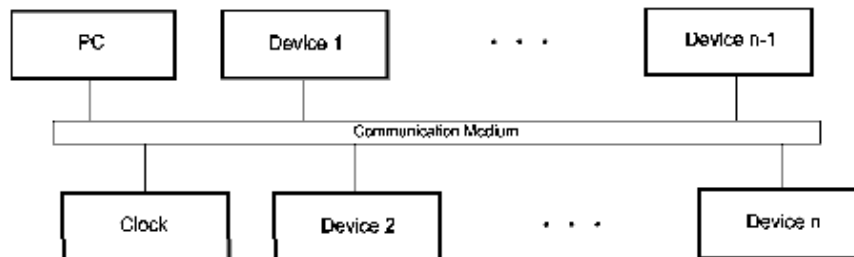 PC Device 1 . . . Device n-1
Communication Medium
Clock Device 2 . . . Device n